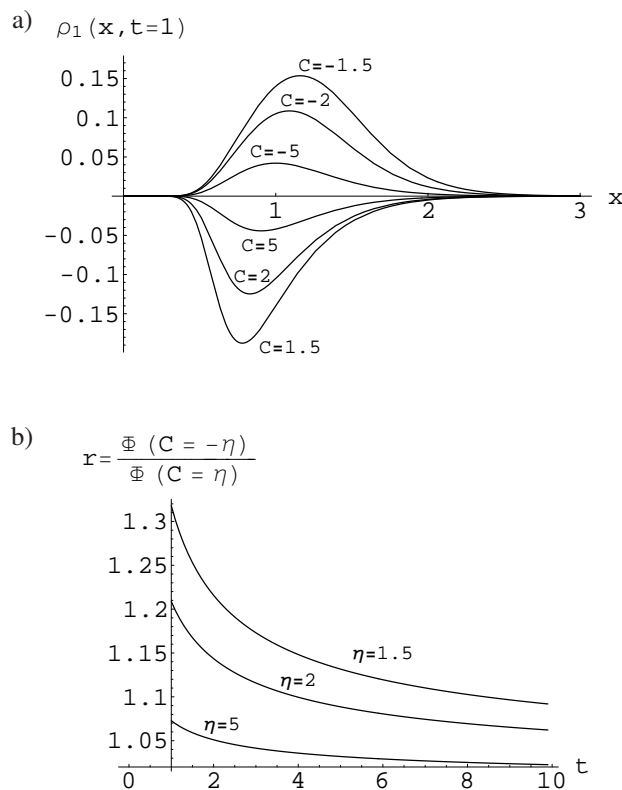 a)
ρ₁(x,t=1)
0.15
0.1
0.05
-0.05
-0.1
-0.15
1 2 3 x
C=-1.5
C=-2
C=-5
C=5
C=2
C=1.5
b)
r = Φ (C = -η) / Φ (C = η)
1.3
1.25
1.2
1.15
1.1
1.05
η=1.5
η=2
η=5
0 2 4 6 8 10 t